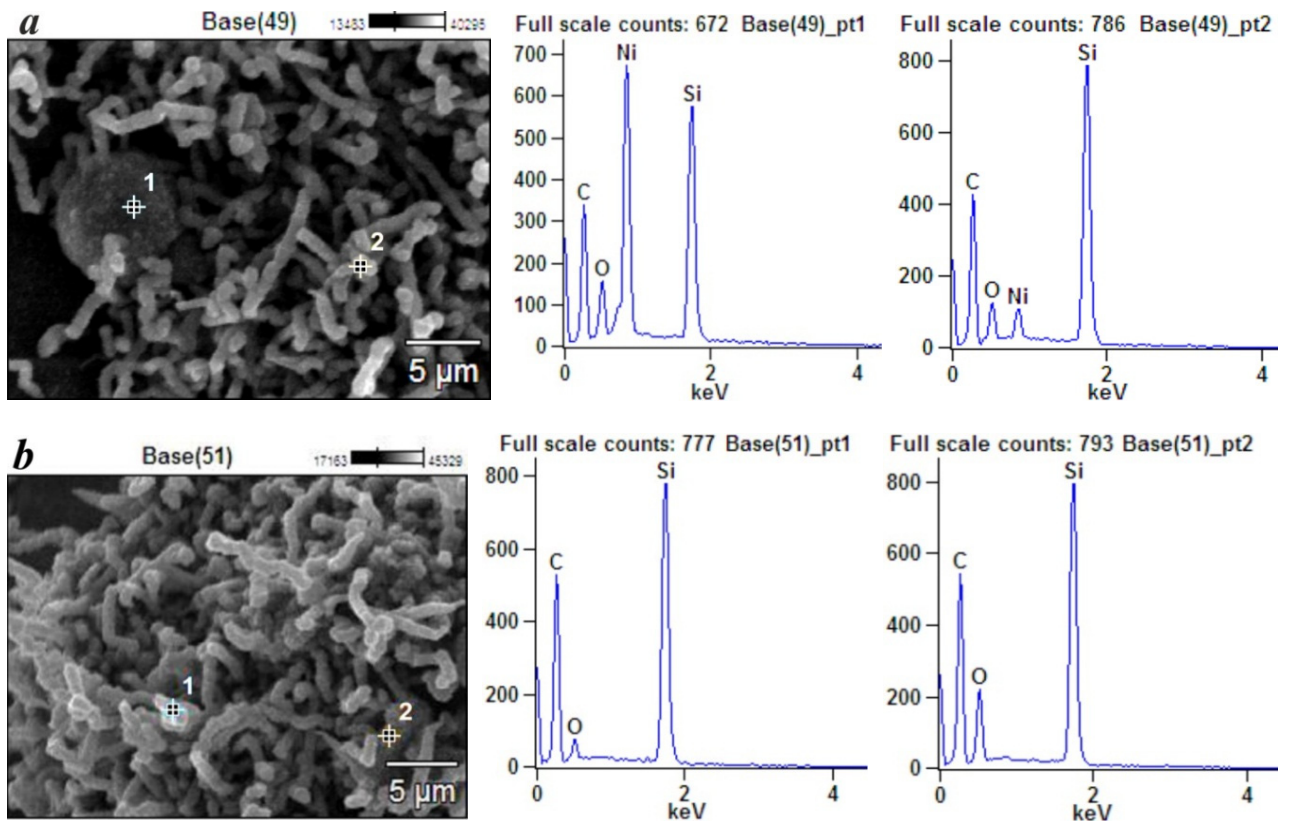 a
Base(49) 13483 40295
1
2
5 µm
Full scale counts: 672 Base(49)_pt1
700
600
500
400
300
200
100
0
Ni
Si
C
O
0 2
keV
Full scale counts: 786 Base(49)_pt2
800
600
400
200
0
Si
C
O Ni
0 2 4
keV
b
Base(51) 17163 45329
1
2
5 µm
Full scale counts: 777 Base(51)_pt1
800
600
400
200
0
Si
C
O
0 2 4
keV
Full scale counts: 793 Base(51)_pt2
800
600
400
200
0
Si
C
O
0 2 4
keV